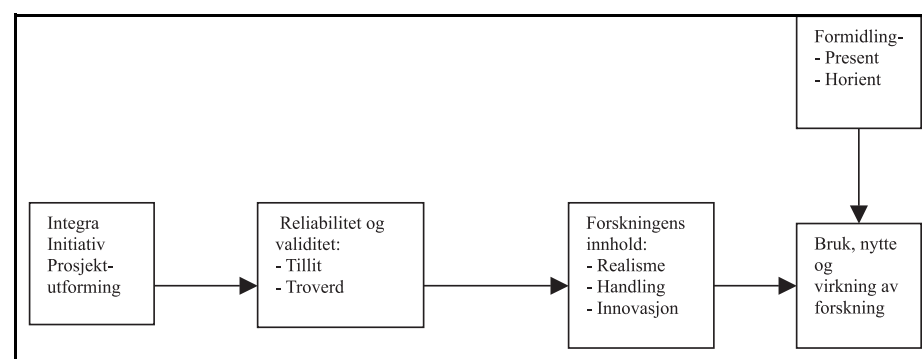 Formidling-
- Present
- Horient
Integra
Initiativ
Prosjekt-
utforming
Reliabilitet og
validitet:
- Tillit
- Troverd
Forskningens
innhold:
- Realisme
- Handling
- Innovasjon
Bruk, nytte
og
virkning av
forskning